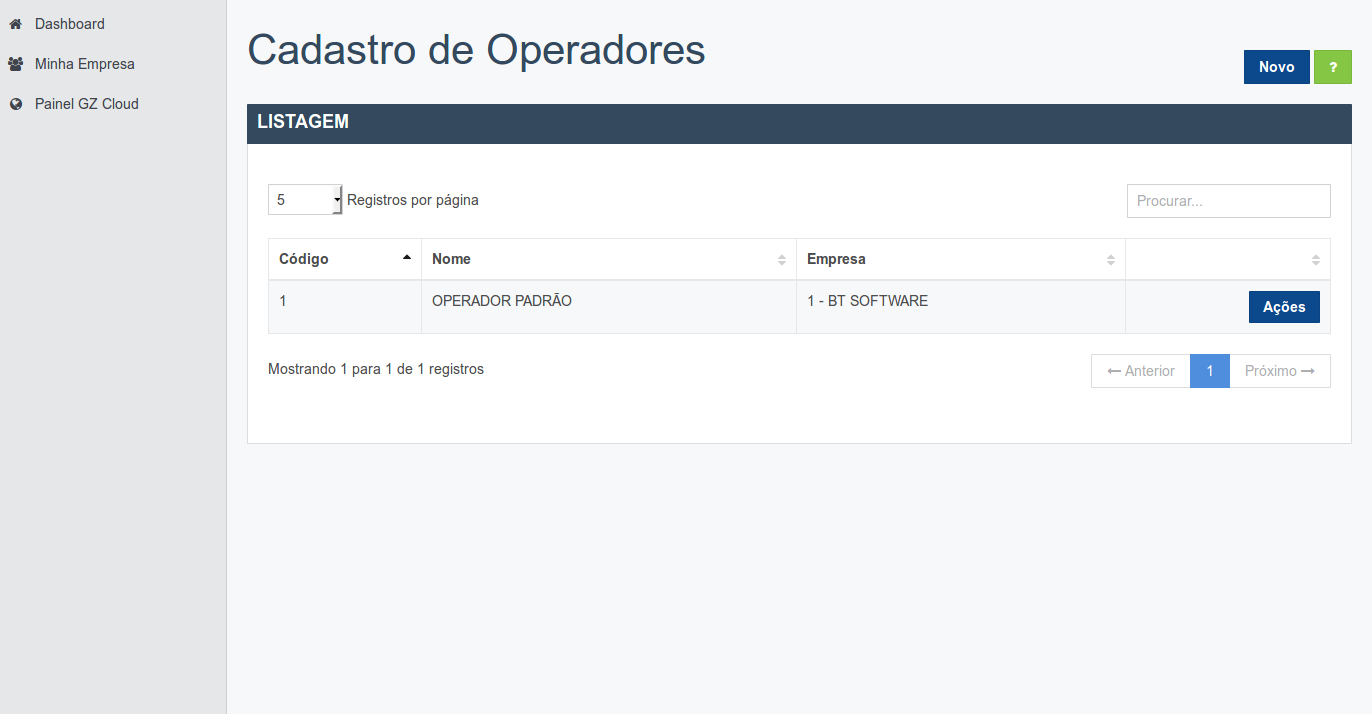 Dashboard
Minha Empresa
Painel GZ Cloud
Cadastro de Operadores
Novo ?
LISTAGEM
5 Registros por página
Procurar...
Código Nome Empresa
1 OPERADOR PADRÃO 1 - BT SOFTWARE Ações
Mostrando 1 para 1 de 1 registros
← Anterior 1 Próximo →